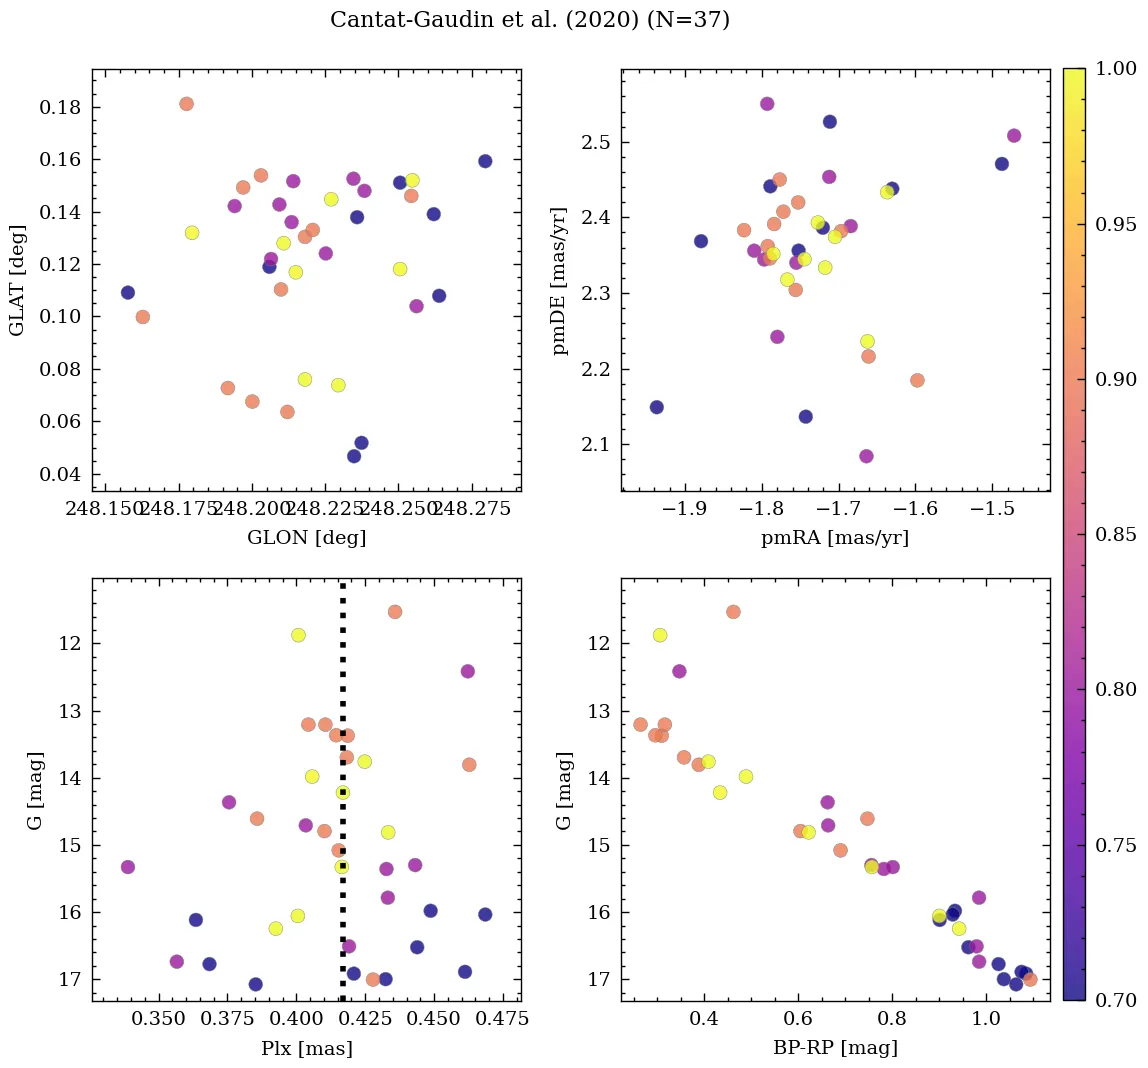 Cantat-Gaudin et al. (2020) (N=37)
0.18
0.16
0.14
0.12
0.10
0.08
0.06
0.04
GLAT [deg]
248.150 248.175 248.200 248.225 248.250 248.275
GLON [deg]
2.5
2.4
2.3
2.2
2.1
pmDE [mas/yr]
−1.9 −1.8 −1.7 −1.6 −1.5
pmRA [mas/yr]
12
13
14
15
16
17
G [mag]
0.350 0.375 0.400 0.425 0.450 0.475
Plx [mas]
12
13
14
15
16
17
G [mag]
0.4 0.6 0.8 1.0
BP-RP [mag]
1.00
0.95
0.90
0.85
0.80
0.75
0.70